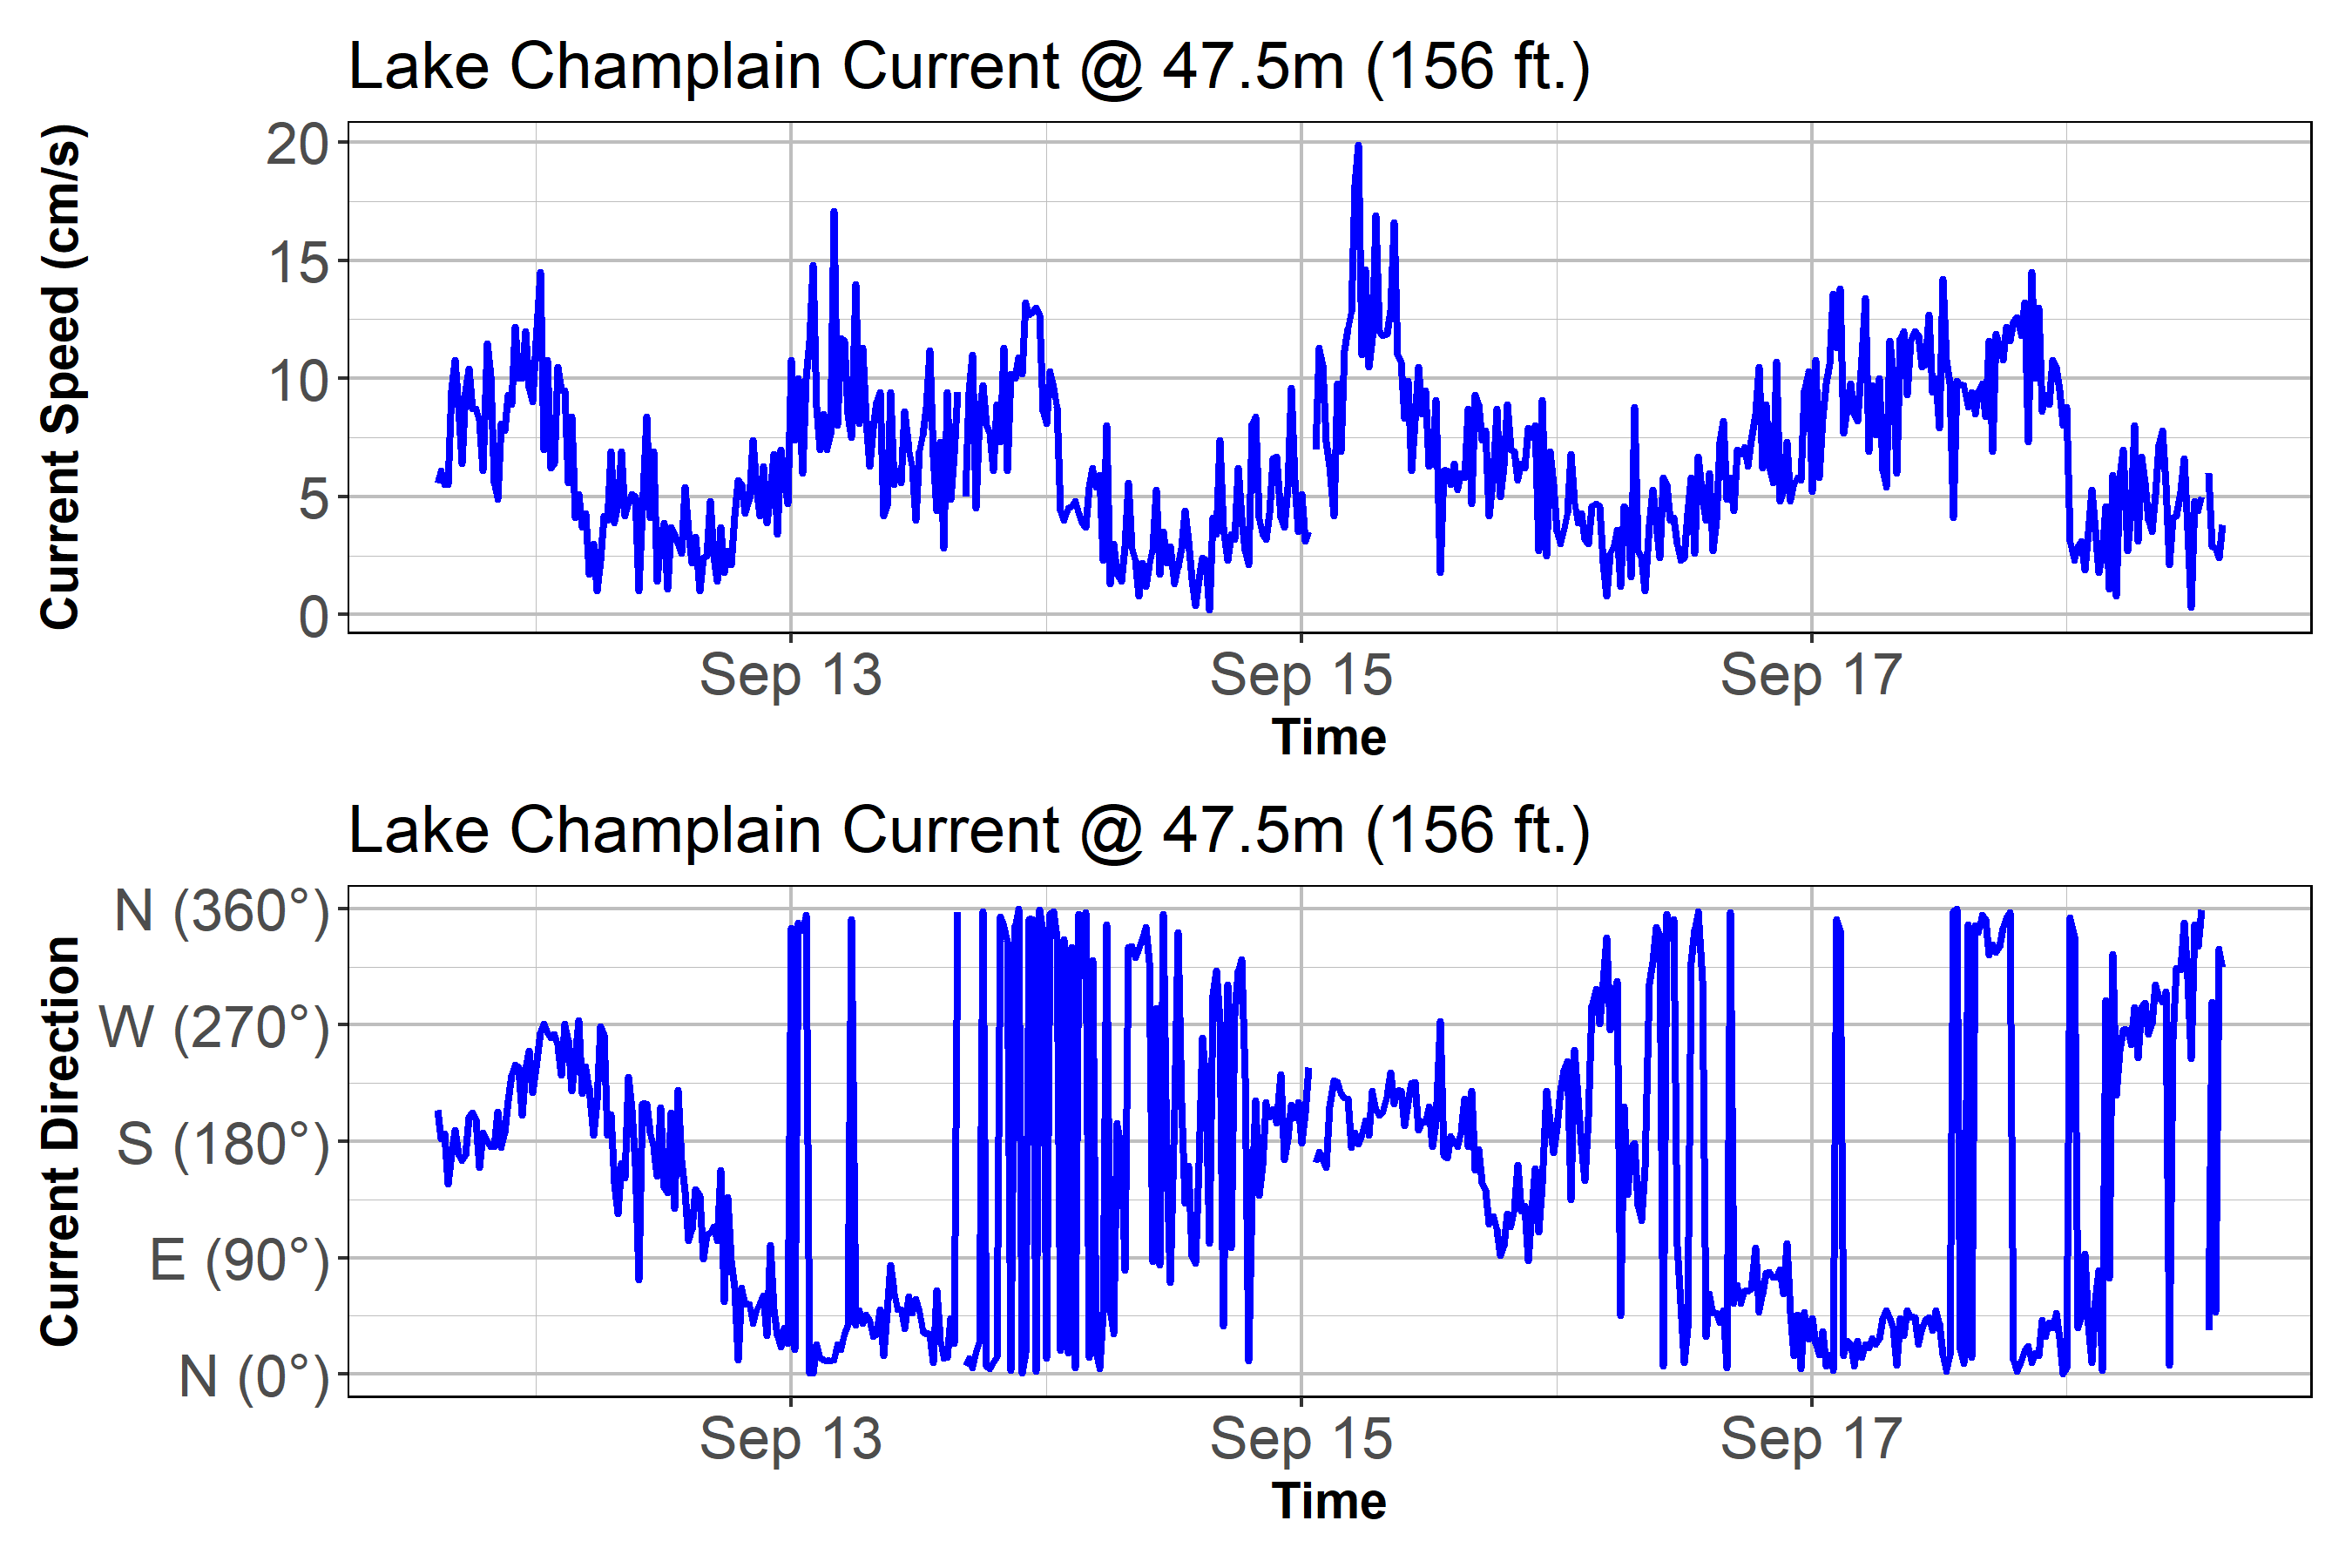 Lake Champlain Current @ 47.5m (156 ft.)
Current Speed (cm/s)
20
15
10
5
0
Sep 13
Sep 15
Sep 17
Time
Lake Champlain Current @ 47.5m (156 ft.)
Current Direction
N (360°)
W (270°)
S (180°)
E (90°)
N (0°)
Sep 13
Sep 15
Sep 17
Time